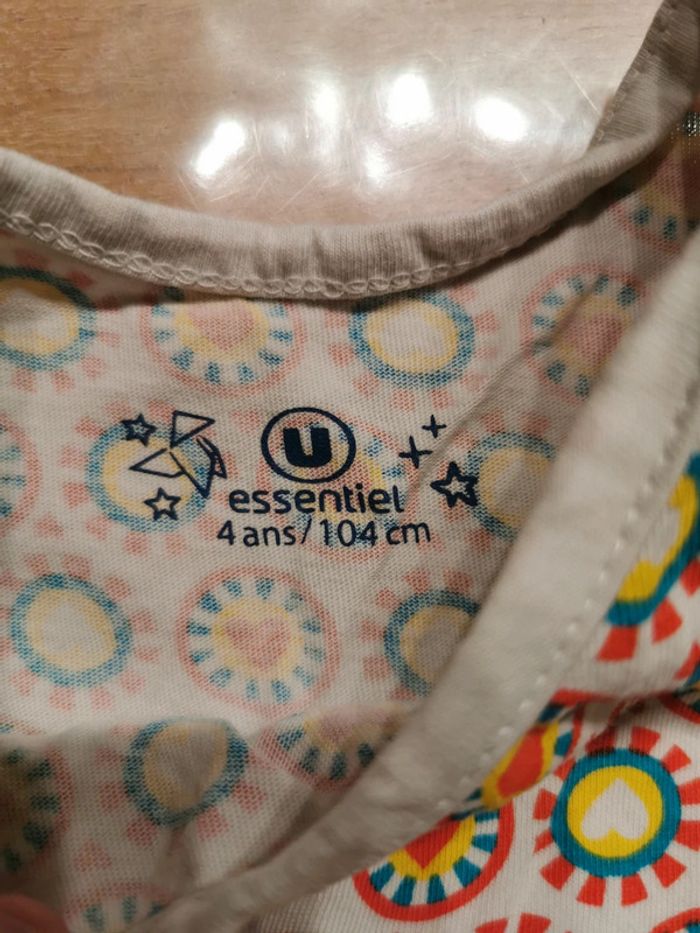 U
essentiel
4 ans / 104 cm